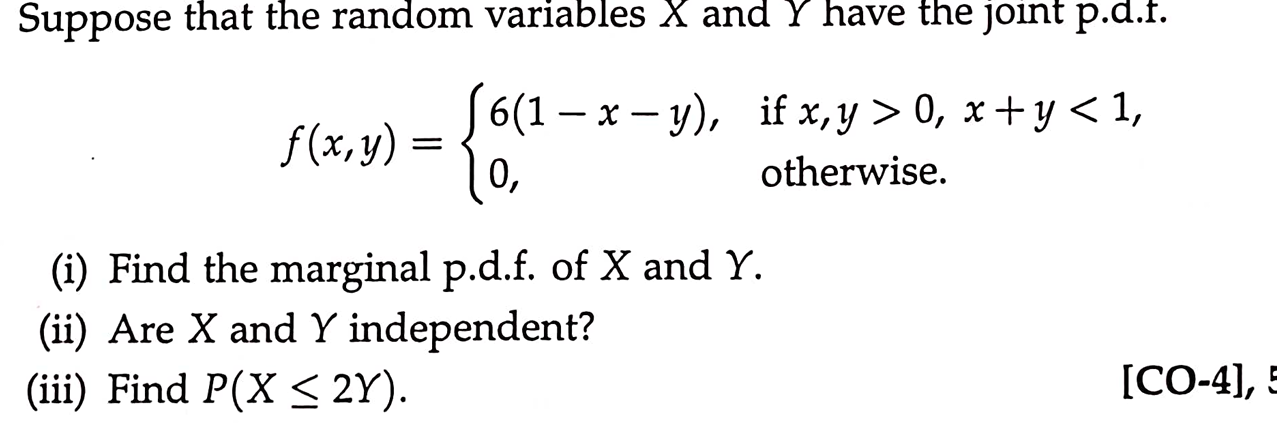 Suppose that the random variables X and Y have the joint p.d.f.
f(x,y) = { 6(1 − x − y), if x,y > 0, x + y < 1,
0, otherwise.
(i) Find the marginal p.d.f. of X and Y.
(ii) Are X and Y independent?
(iii) Find P(X ≤ 2Y).
[CO-4], 5